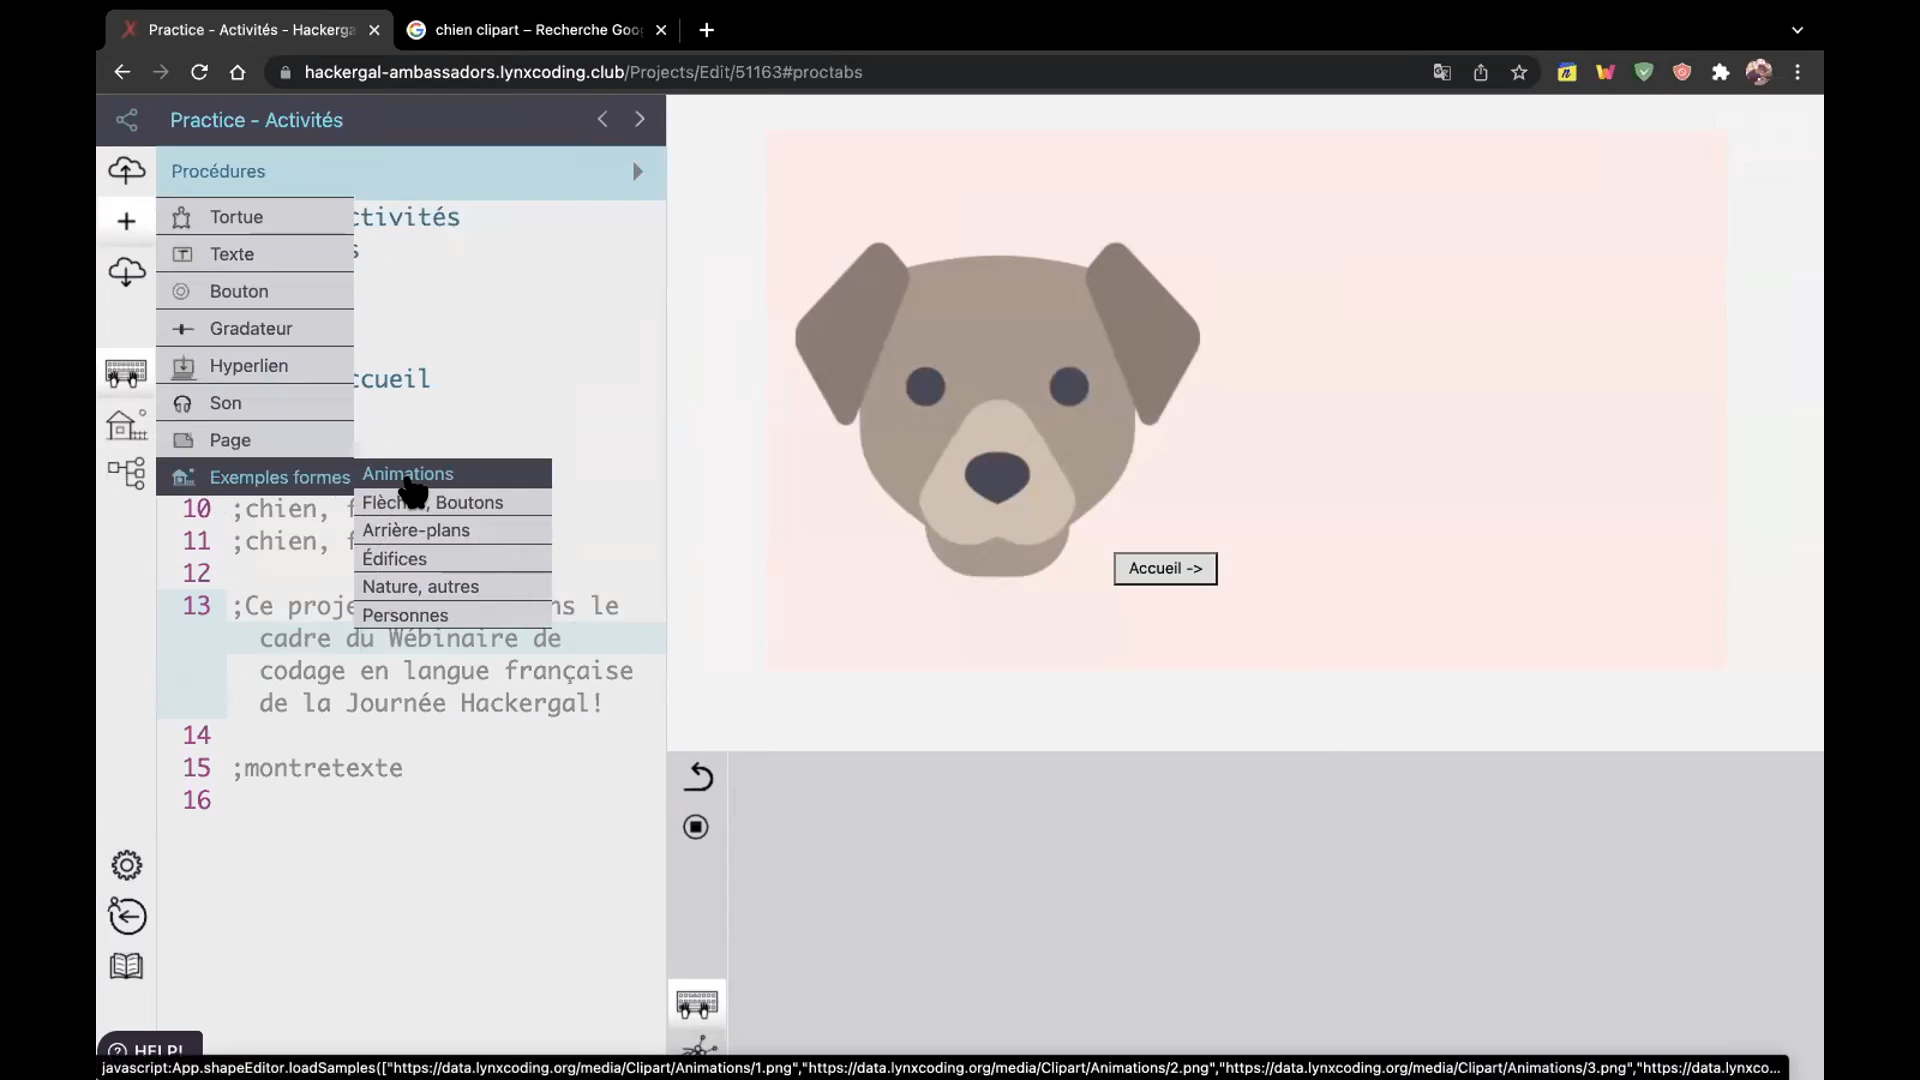 Practice - Activités - Hackerga
chien clipart – Recherche Goo
hackergal-ambassadors.lynxcoding.club/Projects/Edit/51163#proctabs
Practice - Activités
Procédures
Tortue
Texte
Bouton
Gradateur
Hyperlien
Son
Page
Exemples formes
Animations
Boutons
Arrière-plans
Édifices
Nature, autres
Personnes
ctivités
s
ccueil
10 ;chien, f
11 ;chien, f
12
13 ;Ce proje ns le
cadre du Wébinaire de
codage en langue française
de la Journée Hackergal!
14
15 ;montretexte
16
Accueil ->
HELP!
javascript:App.shapeEditor.loadSamples(["https://data.lynxcoding.org/media/Clipart/Animations/1.png","https://data.lynxcoding.org/media/Clipart/Animations/2.png","https://data.lynxcoding.org/media/Clipart/Animations/3.png","https://data.lynxco...